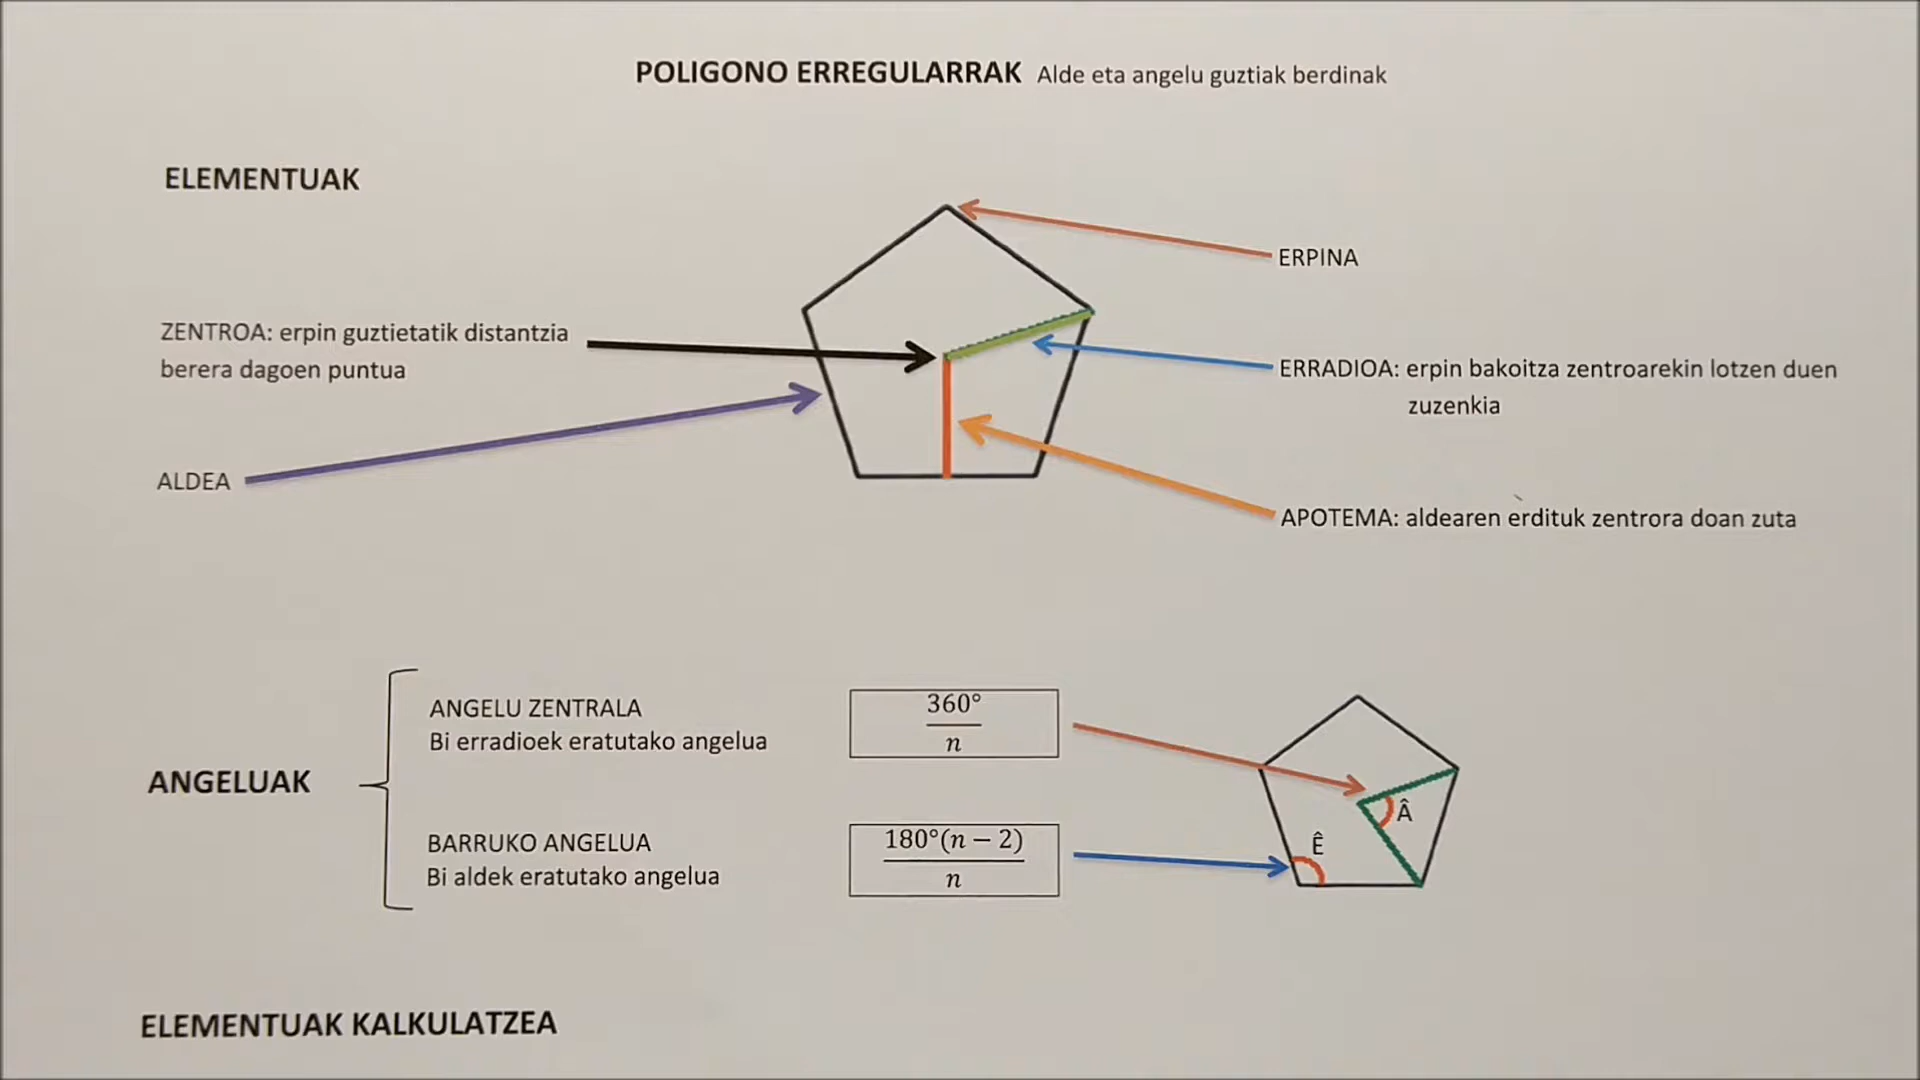 POLIGONO ERREGULARRAK Alde eta angelu guztiak berdinak
ELEMENTUAK
ERPINA
ZENTROA: erpin guztietatik distantzia
berera dagoen puntua
ERRADIOA: erpin bakoitza zentroarekin lotzen duen
zuzenkia
ALDEA
APOTEMA: aldearen erdituk zentrora doan zuta
ANGELUAK
ANGELU ZENTRALA
Bi erradioek eratutako angelua
360°
n
BARRUKO ANGELUA
Bi aldek eratutako angelua
180°(n − 2)
n
Â
Ê
ELEMENTUAK KALKULATZEA